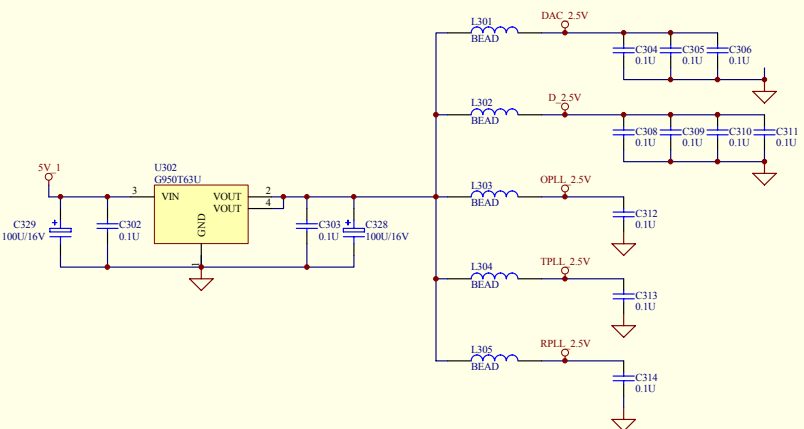 L301
BEAD
DAC_2.5V
C304
0.1U
C305
0.1U
C306
0.1U
L302
BEAD
D_2.5V
C308
0.1U
C309
0.1U
C310
0.1U
C311
0.1U
5V_1
U302
G950T63U
3
VIN
VOUT
2
VOUT
4
GND
1
C329
100U/16V
C302
0.1U
C303
0.1U
C328
100U/16V
L303
BEAD
OPLL_2.5V
C312
0.1U
L304
BEAD
TPLL_2.5V
C313
0.1U
L305
BEAD
RPLL_2.5V
C314
0.1U